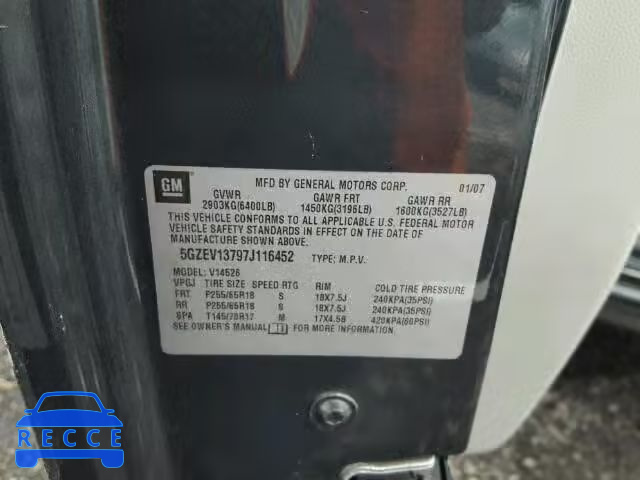 GM
MFD BY GENERAL MOTORS CORP. 01/07
GVWR GAWR FRT GAWR RR
2903KG(6400LB) 1450KG(3196LB) 1600KG(3527LB)
THIS VEHICLE CONFORMS TO ALL APPLICABLE U.S. FEDERAL MOTOR
VEHICLE SAFETY STANDARDS IN EFFECT ON THE DATE OF
MANUFACTURE SHOWN ABOVE.
5GZEV13797J116452 TYPE: M.P.V.
MODEL: V14526
VPGJ TIRE SIZE SPEED RTG RIM COLD TIRE PRESSURE
FRT P255/65R18 S 18X7.5J 240KPA(35PSI)
RR P255/65R18 S 18X7.5J 240KPA(35PSI)
SPA T145/70R17 M 17X4.5B 420KPA(60PSI)
SEE OWNER'S MANUAL FOR MORE INFORMATION.
RECCE